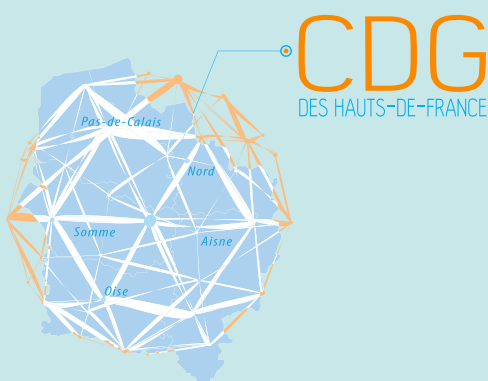 CDG
DES HAUTS-DE-FRANCE
Pas-de-Calais
Nord
Somme
Aisne
Oise